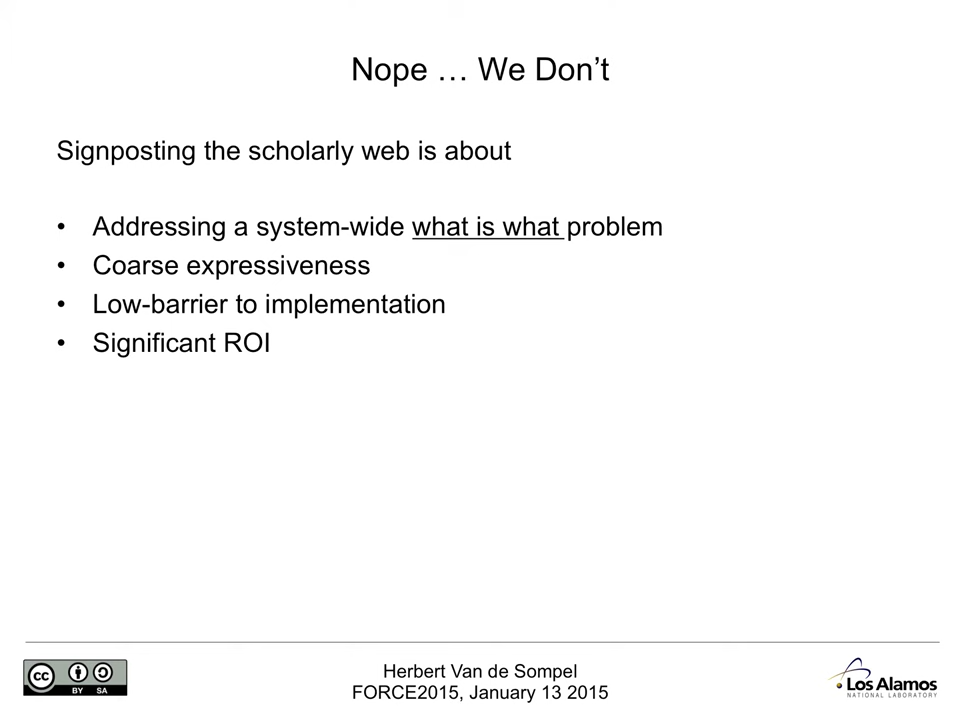 Nope … We Don’t
Signposting the scholarly web is about
• Addressing a system-wide what is what problem
• Coarse expressiveness
• Low-barrier to implementation
• Significant ROI
cc BY SA
Herbert Van de Sompel
FORCE2015, January 13 2015
Los Alamos
NATIONAL LABORATORY